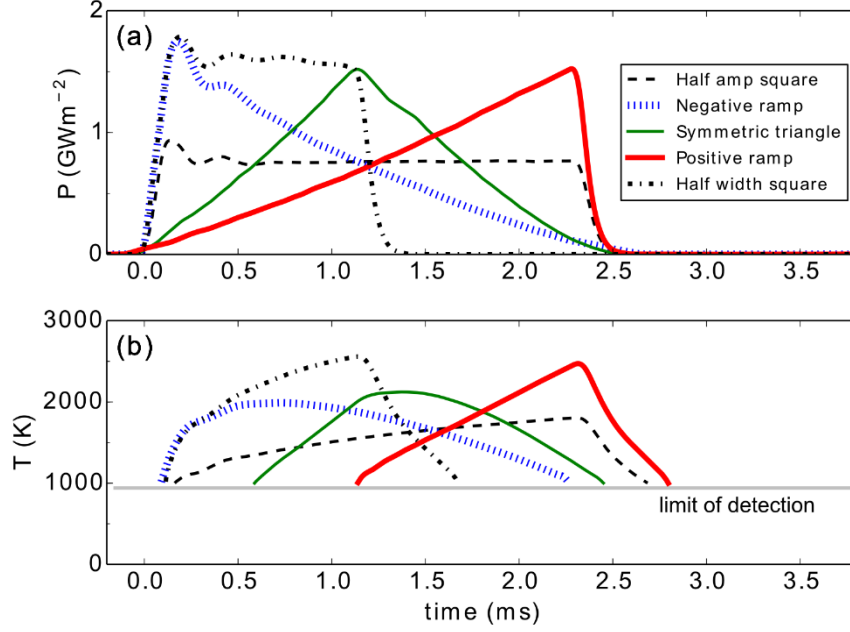 (a)
P (GWm⁻²)
2
1
0
Half amp square
Negative ramp
Symmetric triangle
Positive ramp
Half width square
0.0 0.5 1.0 1.5 2.0 2.5 3.0 3.5
(b)
T (K)
3000
2000
1000
0
limit of detection
0.0 0.5 1.0 1.5 2.0 2.5 3.0 3.5
time (ms)